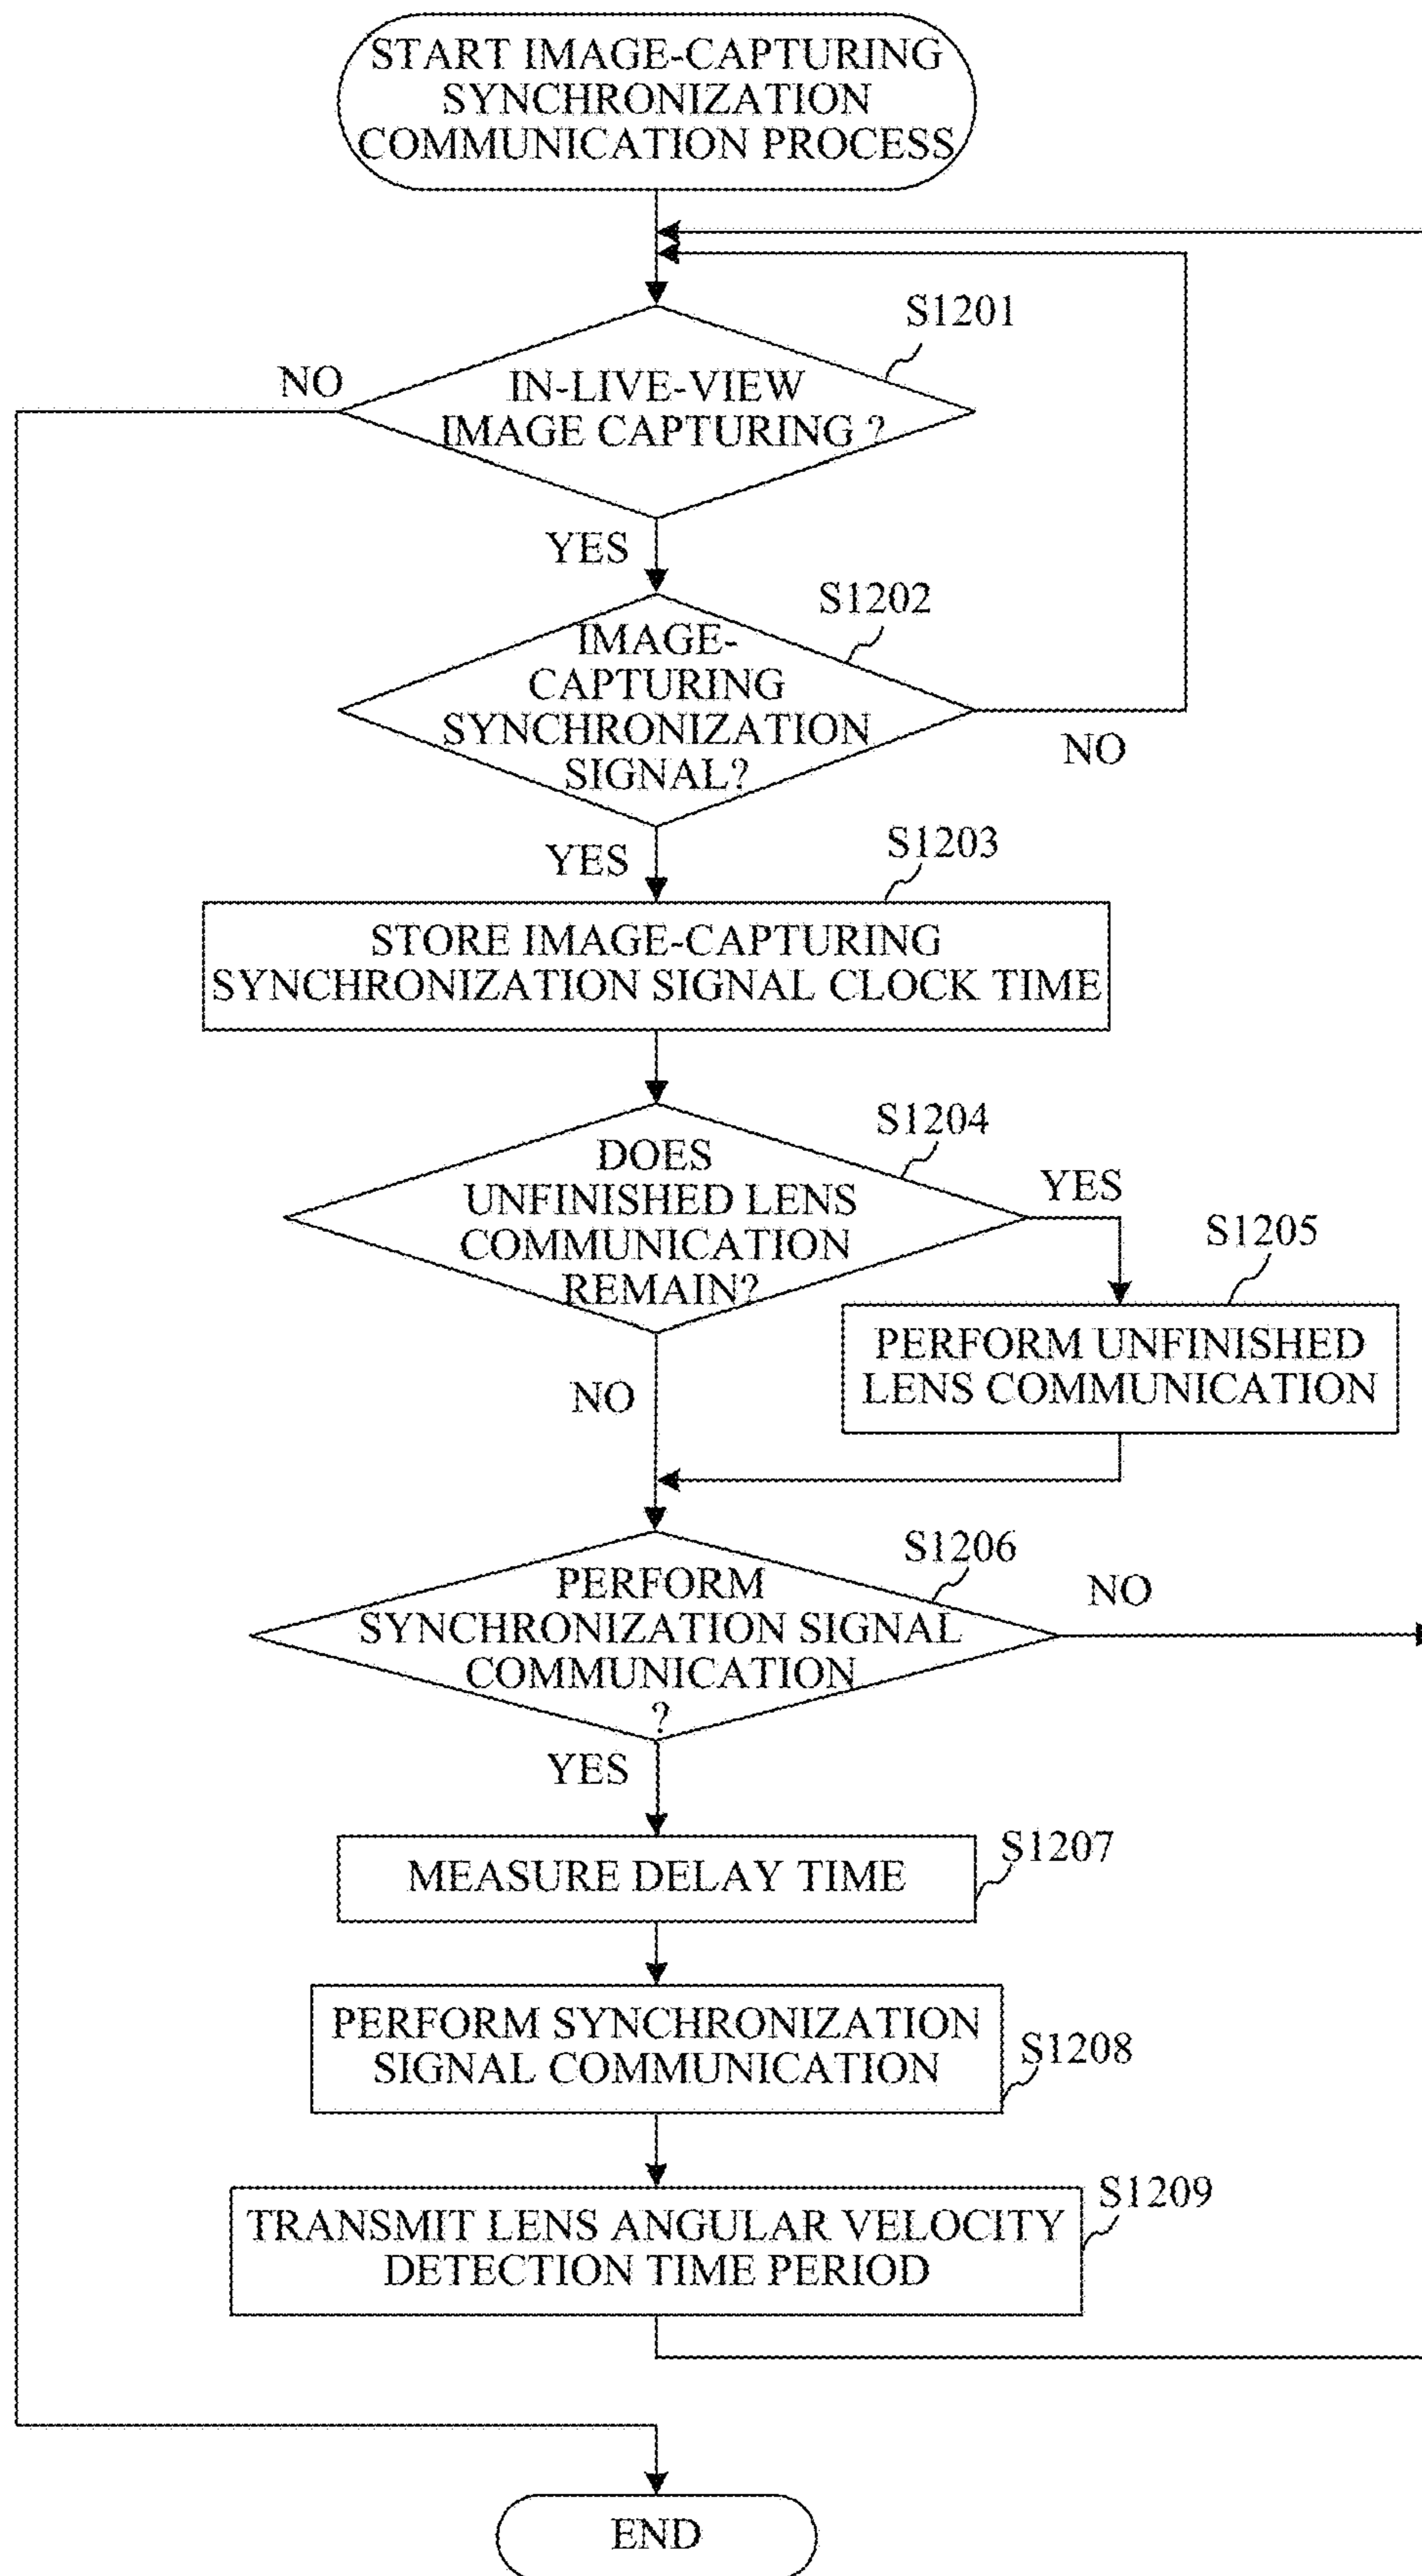 START IMAGE-CAPTURING
SYNCHRONIZATION
COMMUNICATION PROCESS
S1201
NO
IN-LIVE-VIEW
IMAGE CAPTURING ?
YES
S1202
IMAGE-
CAPTURING
SYNCHRONIZATION
SIGNAL?
NO
YES
S1203
STORE IMAGE-CAPTURING
SYNCHRONIZATION SIGNAL CLOCK TIME
S1204
DOES
UNFINISHED LENS
COMMUNICATION
REMAIN?
YES
S1205
PERFORM UNFINISHED
LENS COMMUNICATION
NO
S1206
PERFORM
SYNCHRONIZATION SIGNAL
COMMUNICATION
?
NO
YES
MEASURE DELAY TIME
S1207
PERFORM SYNCHRONIZATION
SIGNAL COMMUNICATION
S1208
TRANSMIT LENS ANGULAR VELOCITY
DETECTION TIME PERIOD
S1209
END